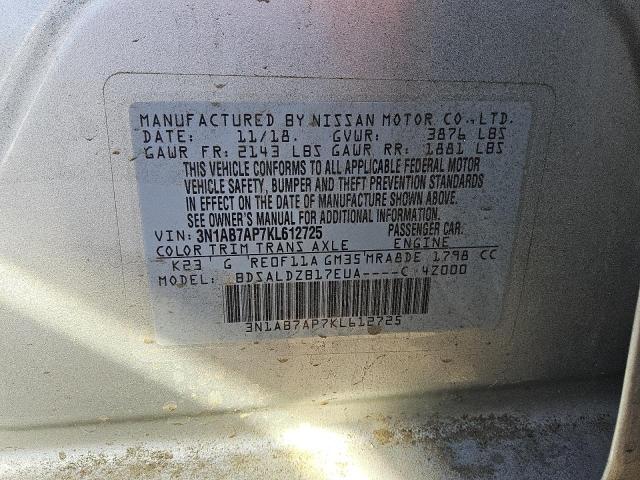 MANUFACTURED BY NISSAN MOTOR CO.,LTD.
DATE: 11/18. GVWR: 3876 LBS
GAWR FR: 2143 LBS GAWR RR: 1881 LBS
THIS VEHICLE CONFORMS TO ALL APPLICABLE FEDERAL MOTOR
VEHICLE SAFETY, BUMPER AND THEFT PREVENTION STANDARDS
IN EFFECT ON THE DATE OF MANUFACTURE SHOWN ABOVE.
SEE OWNER'S MANUAL FOR ADDITIONAL INFORMATION.
VIN: 3N1AB7AP7KL612725 PASSENGER CAR.
COLOR TRIM TRANS AXLE ENGINE
K23 G RE0F11A GM35 MRA8DE 1798 CC
MODEL: BDSALDZB17EUA----C 4Z000
3N1AB7AP7KL612725